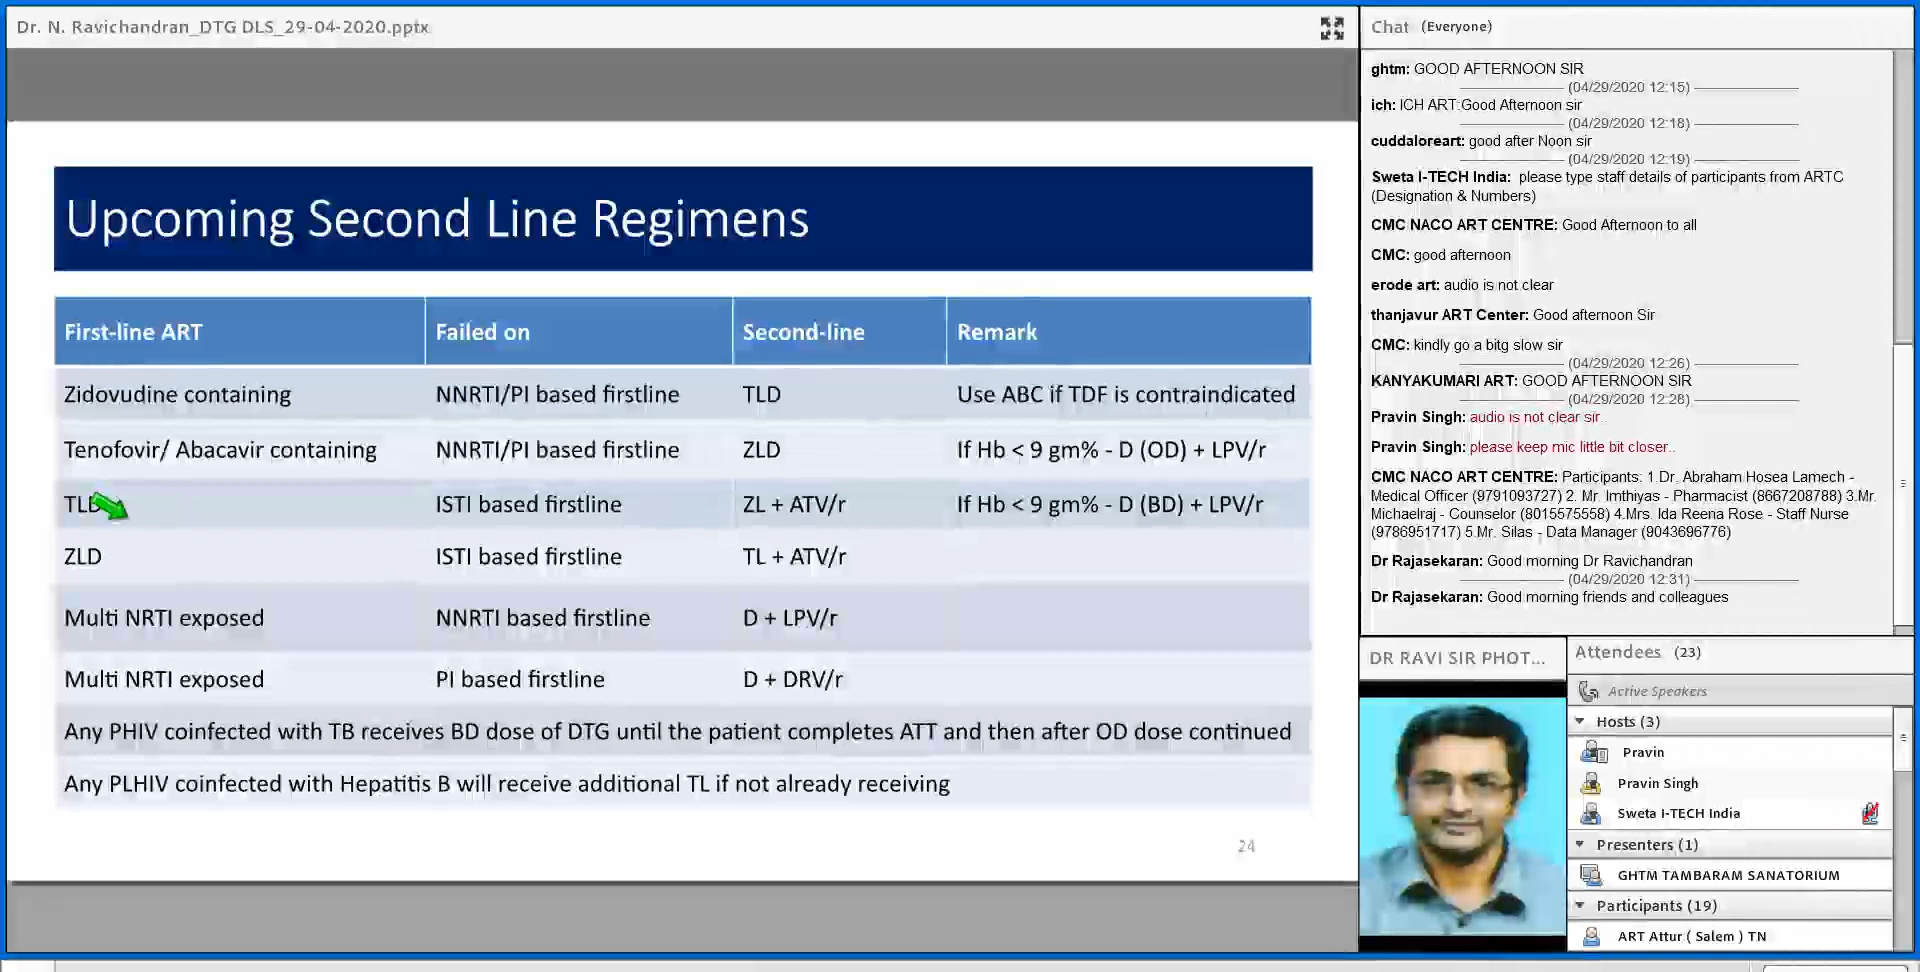 Dr. N. Ravichandran_DTG DLS_29-04-2020.pptx
Upcoming Second Line Regimens
First-line ART Failed on Second-line Remark
Zidovudine containing NNRTI/PI based firstline TLD Use ABC if TDF is contraindicated
Tenofovir/ Abacavir containing NNRTI/PI based firstline ZLD If Hb < 9 gm% - D (OD) + LPV/r
TLD ISTI based firstline ZL + ATV/r If Hb < 9 gm% - D (BD) + LPV/r
ZLD ISTI based firstline TL + ATV/r
Multi NRTI exposed NNRTI based firstline D + LPV/r
Multi NRTI exposed PI based firstline D + DRV/r
Any PHIV coinfected with TB receives BD dose of DTG until the patient completes ATT and then after OD dose continued
Any PLHIV coinfected with Hepatitis B will receive additional TL if not already receiving
24
Chat (Everyone)
ghtm: GOOD AFTERNOON SIR
(04/29/2020 12:15)
ich: ICH ART:Good Afternoon sir
(04/29/2020 12:18)
cuddaloreart: good after Noon sir
(04/29/2020 12:19)
Sweta I-TECH India: please type staff details of participants from ARTC
(Designation & Numbers)
CMC NACO ART CENTRE: Good Afternoon to all
CMC: good afternoon
erode art: audio is not clear
thanjavur ART Center: Good afternoon Sir
CMC: kindly go a bitg slow sir
(04/29/2020 12:26)
KANYAKUMARI ART: GOOD AFTERNOON SIR
(04/29/2020 12:28)
Pravin Singh: audio is not clear sir..
Pravin Singh: please keep mic little bit closer..
CMC NACO ART CENTRE: Participants: 1.Dr. Abraham Hosea Lamech -
Medical Officer (9791093727) 2. Mr. Imthiyas - Pharmacist (8667208788) 3.Mr.
Michaelraj - Counselor (8015575558) 4.Mrs. Ida Reena Rose - Staff Nurse
(9786951717) 5.Mr. Silas - Data Manager (9043696776)
Dr Rajasekaran: Good morning Dr Ravichandran
(04/29/2020 12:31)
Dr Rajasekaran: Good morning friends and colleagues
DR RAVI SIR PHOT...
Attendees (23)
Active Speakers
Hosts (3)
Pravin
Pravin Singh
Sweta I-TECH India
Presenters (1)
GHTM TAMBARAM SANATORIUM
Participants (19)
ART Attur ( Salem ) TN